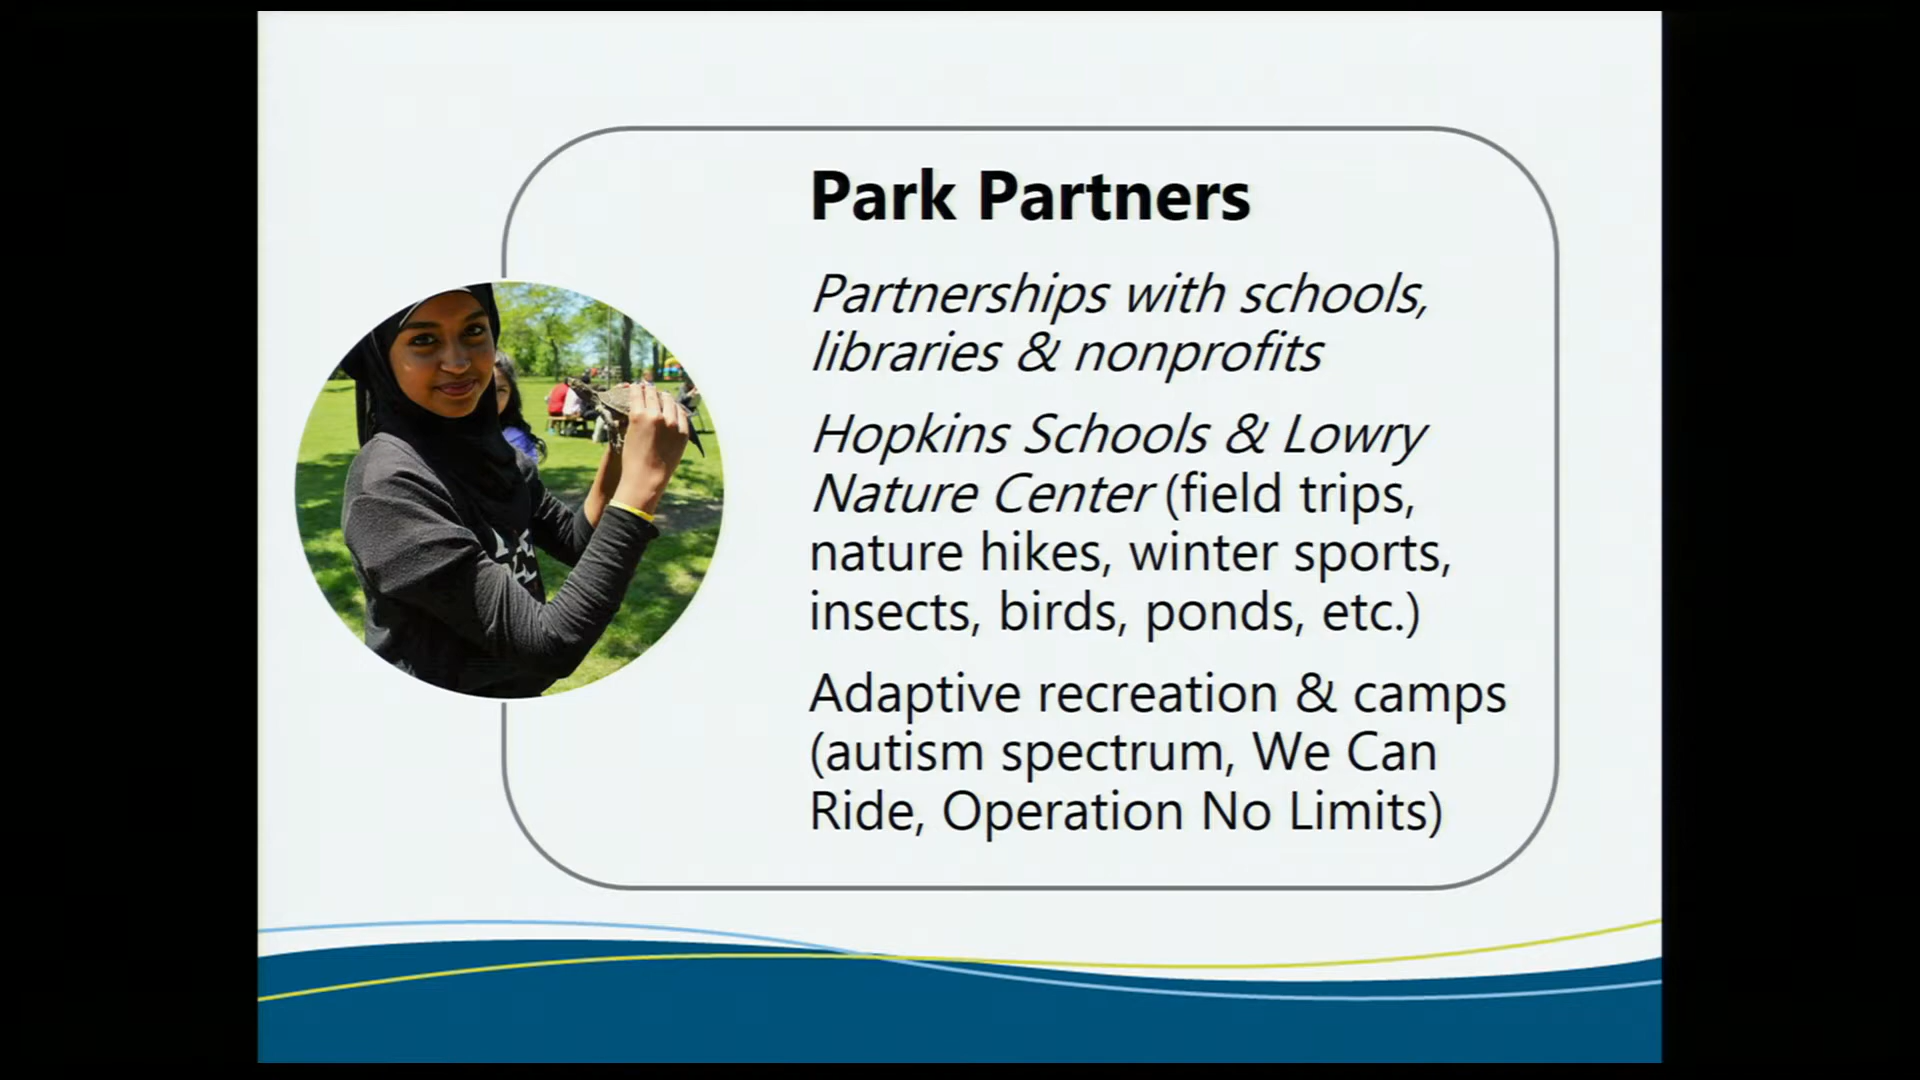 Park Partners
Partnerships with schools,
libraries & nonprofits
Hopkins Schools & Lowry
Nature Center (field trips,
nature hikes, winter sports,
insects, birds, ponds, etc.)
Adaptive recreation & camps
(autism spectrum, We Can
Ride, Operation No Limits)